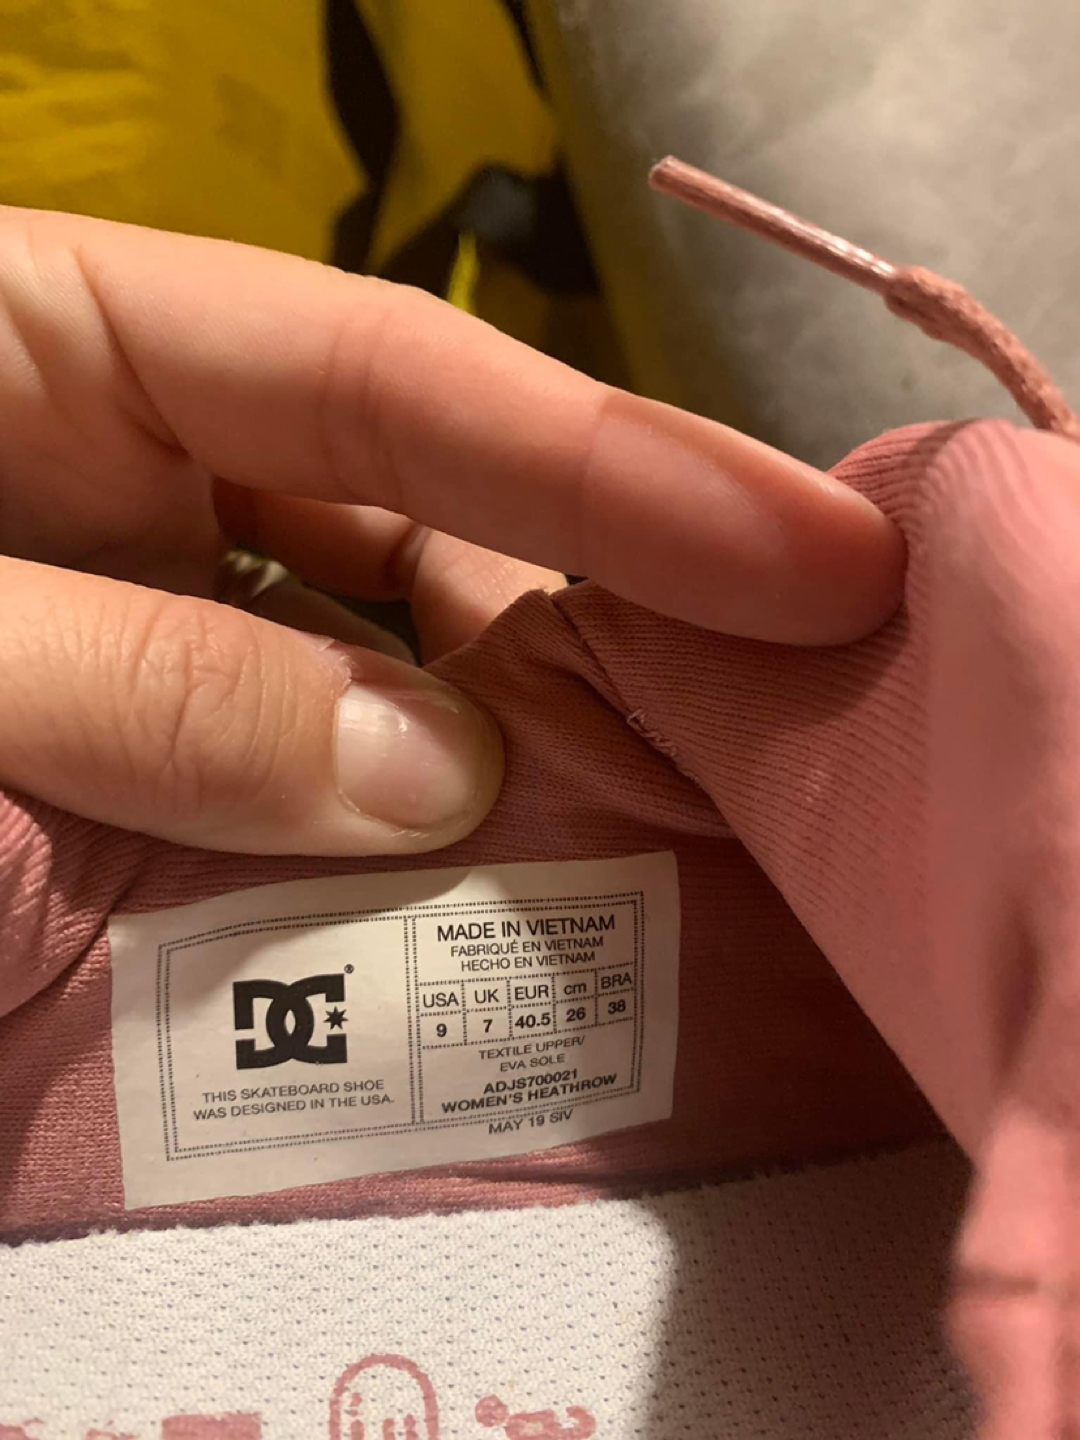 DC®
THIS SKATEBOARD SHOE
WAS DESIGNED IN THE USA.
MADE IN VIETNAM
FABRIQUÉ EN VIETNAM
HECHO EN VIETNAM
USA UK EUR cm BRA
9 7 40.5 26 38
TEXTILE UPPER/
EVA SOLE
ADJS700021
WOMEN'S HEATHROW
MAY 19 SIV